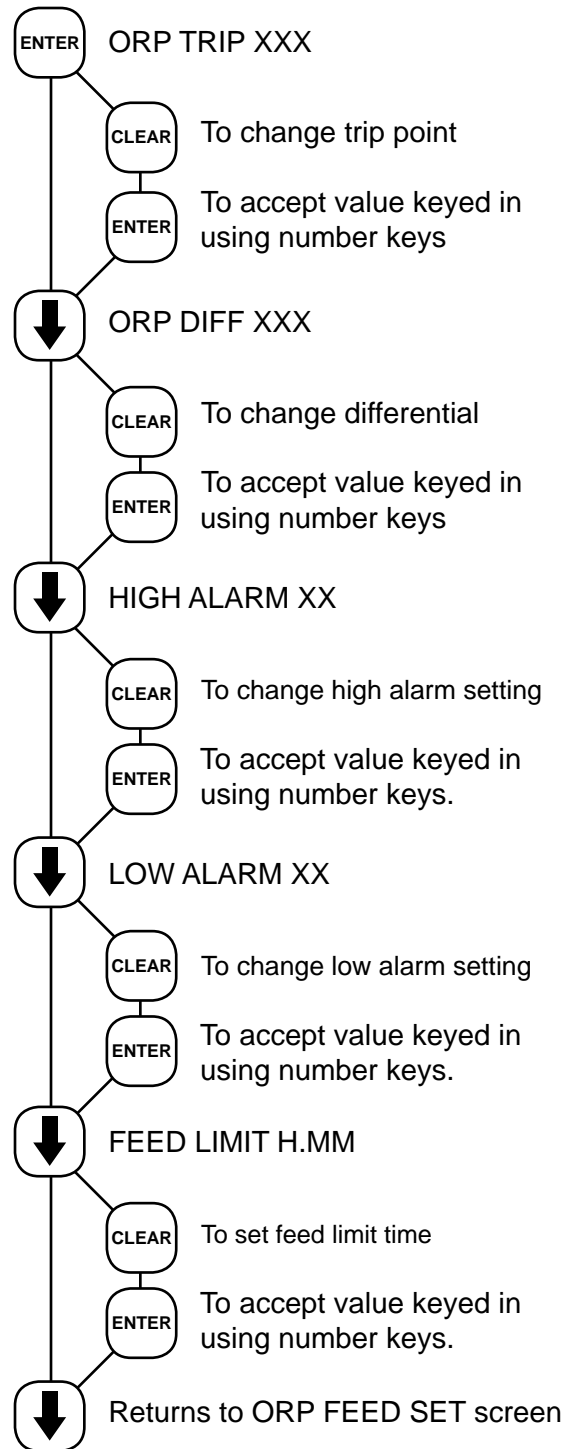 ENTER ORP TRIP XXX
CLEAR To change trip point
ENTER To accept value keyed in
using number keys
ORP DIFF XXX
CLEAR To change differential
ENTER To accept value keyed in
using number keys
HIGH ALARM XX
CLEAR To change high alarm setting
ENTER To accept value keyed in
using number keys.
LOW ALARM XX
CLEAR To change low alarm setting
ENTER To accept value keyed in
using number keys.
FEED LIMIT H.MM
CLEAR To set feed limit time
ENTER To accept value keyed in
using number keys.
Returns to ORP FEED SET screen